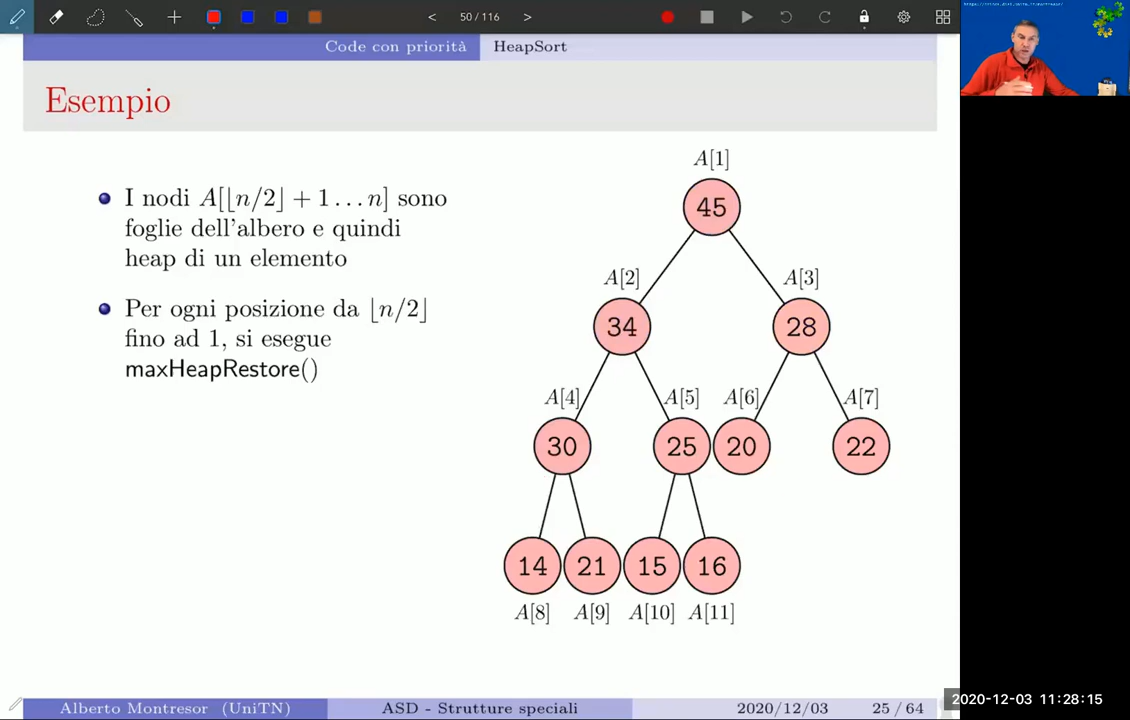 50 / 116
Code con priorità HeapSort
Esempio
I nodi A[⌊n/2⌋ + 1 . . . n] sono
foglie dell'albero e quindi
heap di un elemento
Per ogni posizione da ⌊n/2⌋
fino ad 1, si esegue
maxHeapRestore()
A[1]
45
A[2] A[3]
34 28
A[4] A[5] A[6] A[7]
30 25 20 22
14 21 15 16
A[8] A[9] A[10] A[11]
Alberto Montresor (UniTN) ASD - Strutture speciali 2020/12/03 25 / 64
2020-12-03 11:28:15